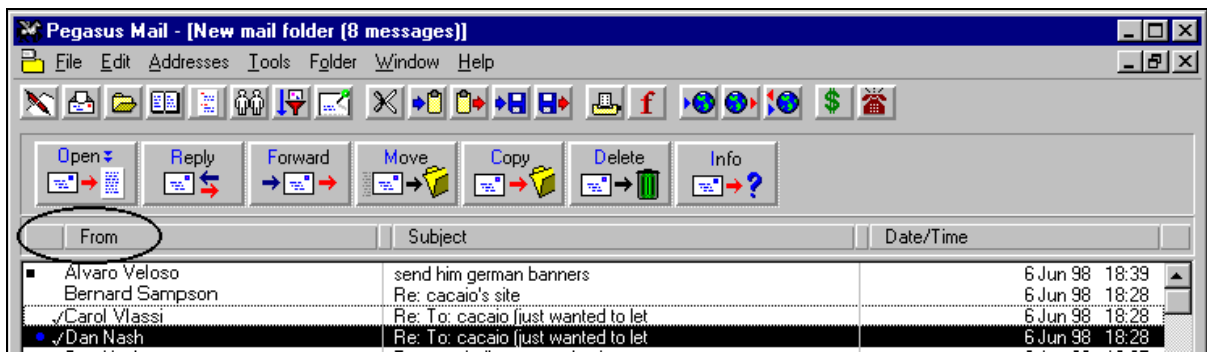 Pegasus Mail - [New mail folder (8 messages)]
File Edit Addresses Tools Folder Window Help
f $
Open Reply Forward Move Copy Delete Info
?
From Subject Date/Time
Alvaro Veloso send him german banners 6 Jun 98 18:39
Bernard Sampson Re: cacaio's site 6 Jun 98 18:28
✓Carol Vlassi Re: To: cacaio (just wanted to let 6 Jun 98 18:28
✓Dan Nash Re: To: cacaio (just wanted to let 6 Jun 98 18:28